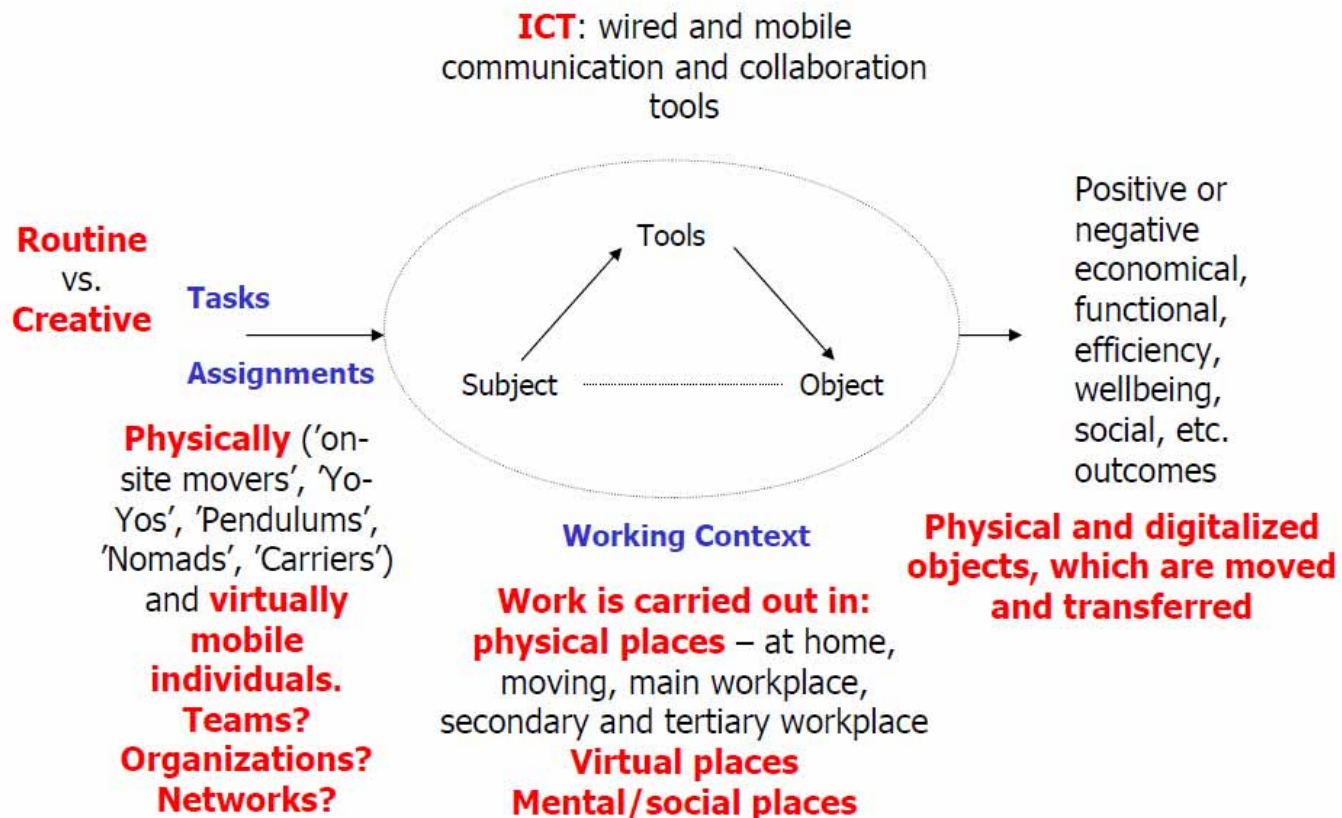 ICT: wired and mobile
communication and collaboration
tools
Routine
vs.
Creative
Tasks
Assignments
Tools
Subject
Object
Positive or
negative
economical,
functional,
efficiency,
wellbeing,
social, etc.
outcomes
Physically ('on-
site movers', 'Yo-
Yos', 'Pendulums',
'Nomads', 'Carriers')
and virtually
mobile
individuals.
Teams?
Organizations?
Networks?
Working Context
Work is carried out in:
physical places – at home,
moving, main workplace,
secondary and tertiary workplace
Virtual places
Mental/social places
Physical and digitalized
objects, which are moved
and transferred